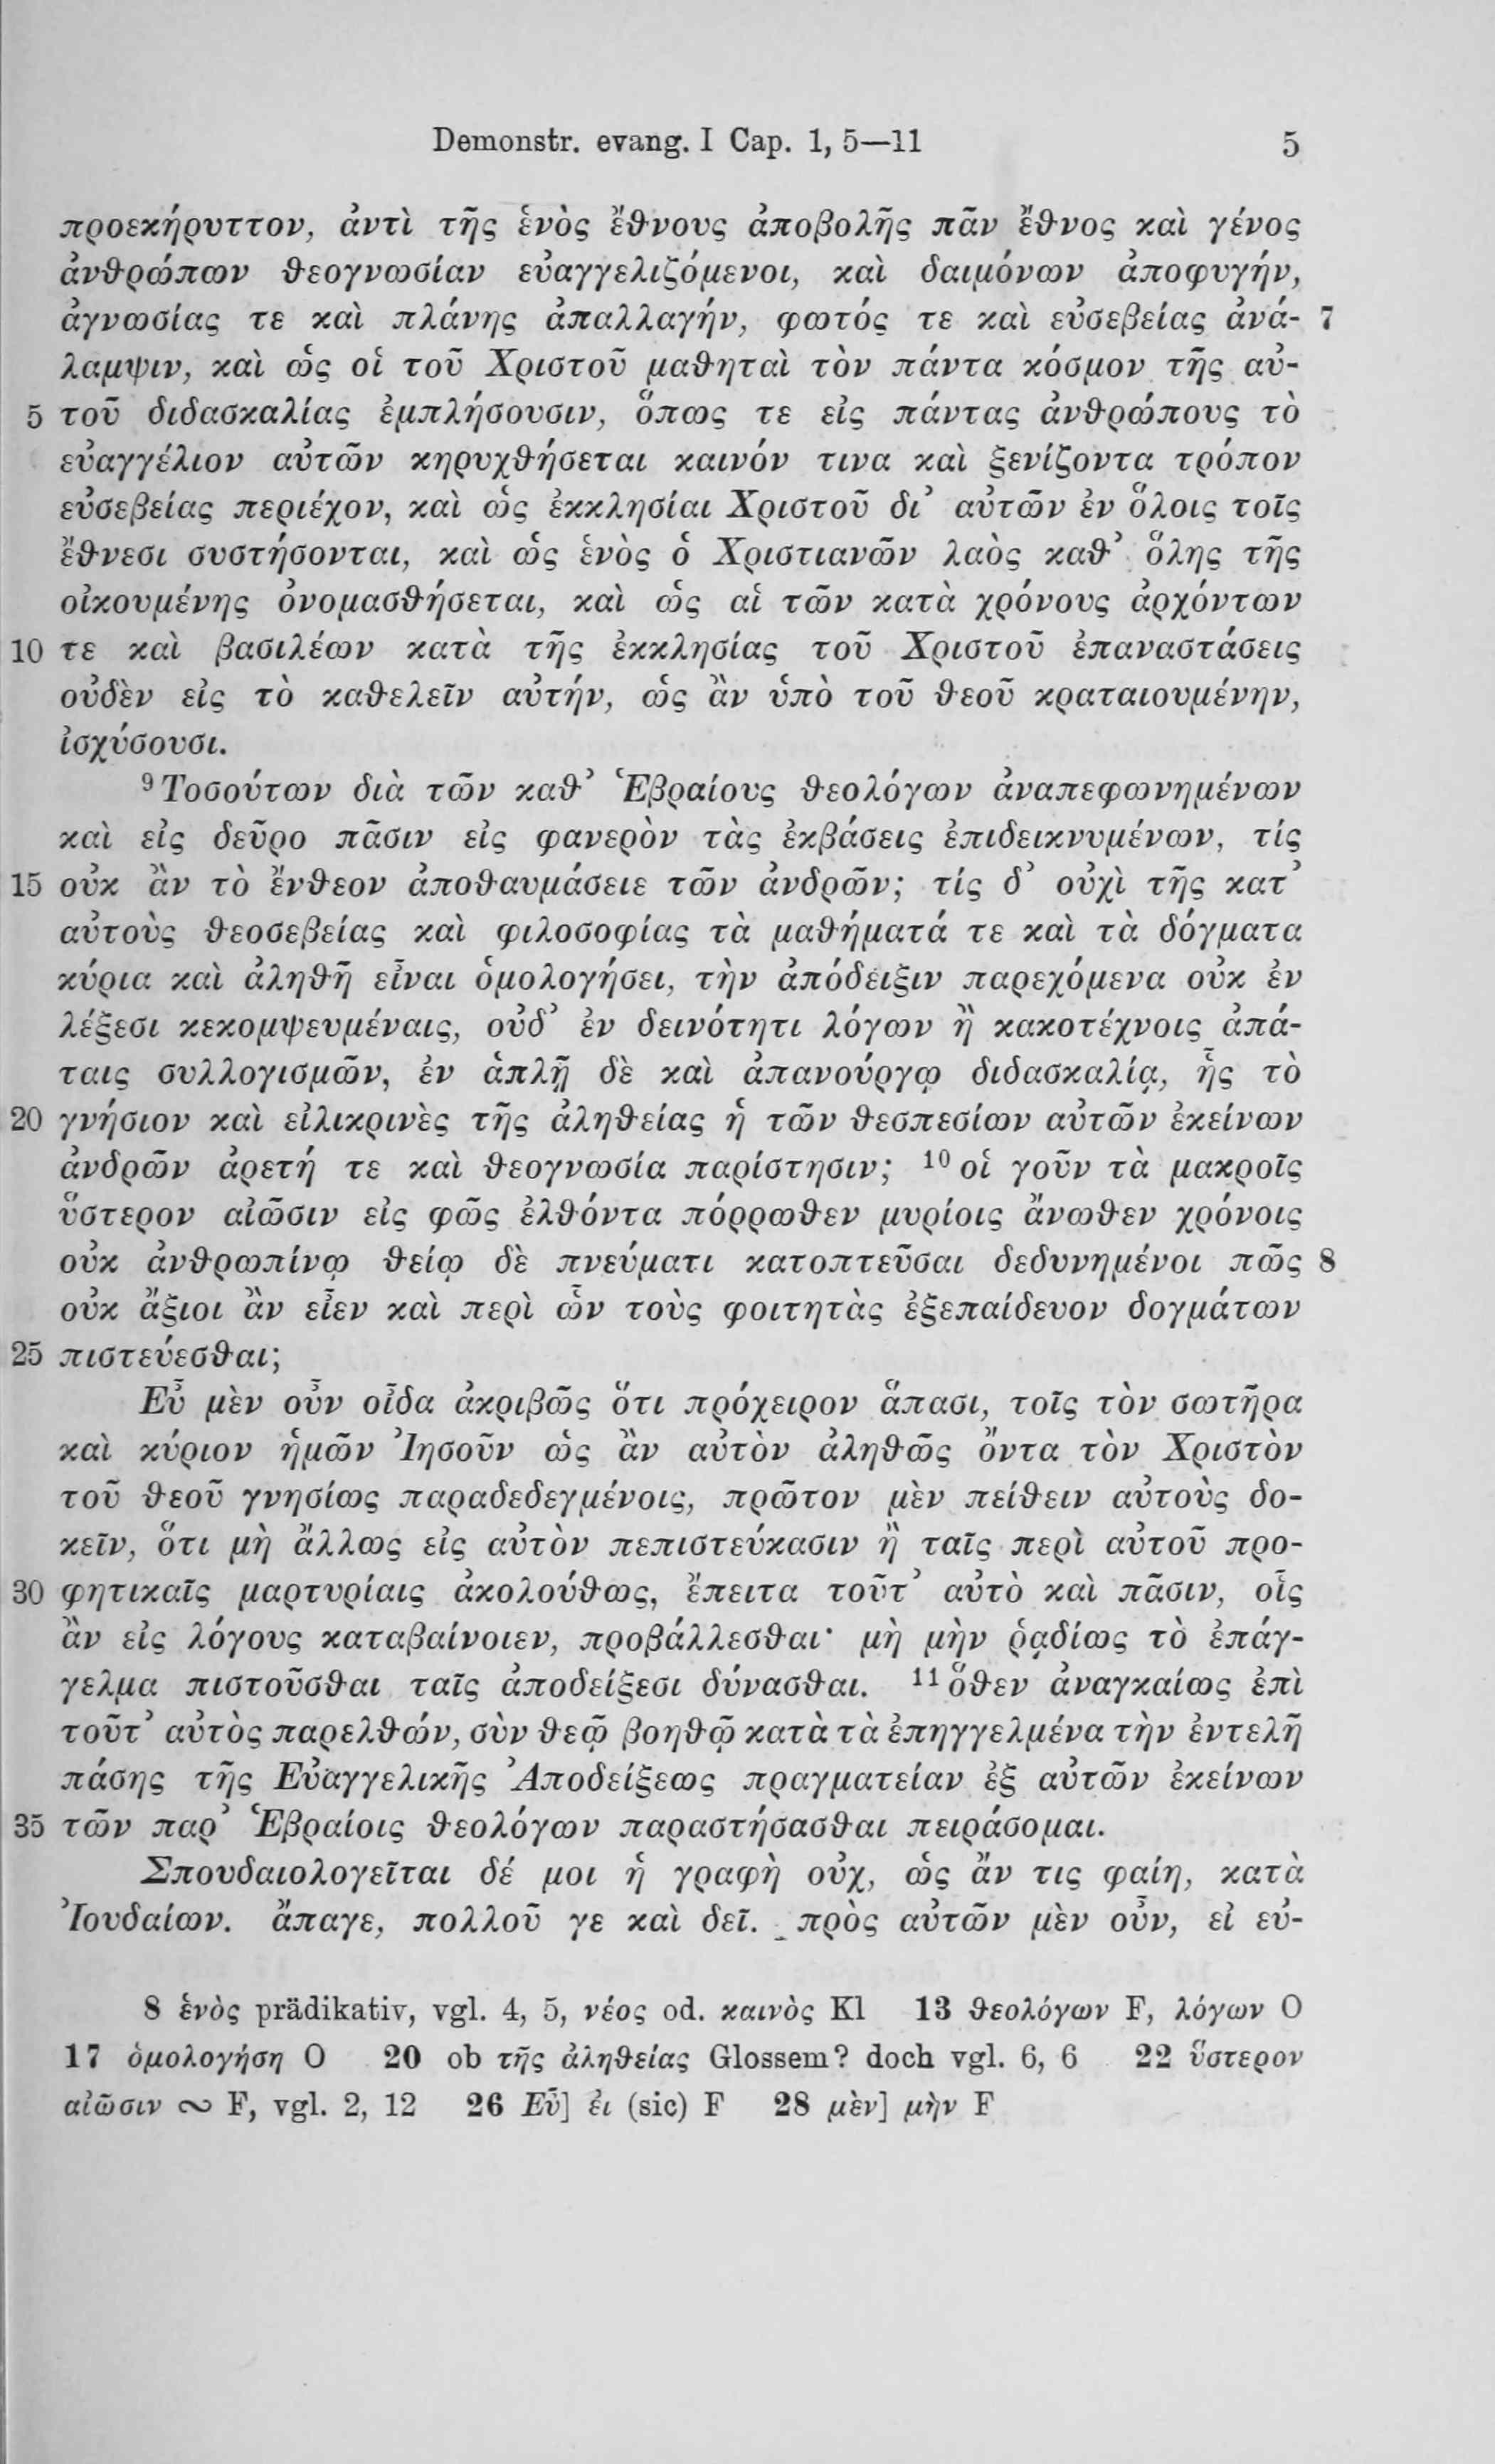 Demonstr. evang. I Cap. 1, 5—11 5
προεκήρυττον, ἀντὶ τῆς ἑνὸς ἔθνους ἀποβολῆς πᾶν ἔθνος καὶ γένος
ἀνθρώπων θεογνωσίαν εὐαγγελιζόμενοι, καὶ δαιμόνων ἀποφυγήν,
ἀγνωσίας τε καὶ πλάνης ἀπαλλαγήν, φωτός τε καὶ εὐσεβείας ἀνά- 7
λαμψιν, καὶ ὡς οἱ τοῦ Χριστοῦ μαθηταὶ τὸν πάντα κόσμον τῆς αὐ-
5 τοῦ διδασκαλίας ἐμπλήσουσιν, ὅπως τε εἰς πάντας ἀνθρώπους τὸ
εὐαγγέλιον αὐτῶν κηρυχθήσεται καινόν τινα καὶ ξενίζοντα τρόπον
εὐσεβείας περιέχον, καὶ ὡς ἐκκλησίαι Χριστοῦ δι᾽ αὐτῶν ἐν ὅλοις τοῖς
ἔθνεσι συστήσονται, καὶ ὡς ἑνὸς ὁ Χριστιανῶν λαὸς καθ᾽ ὅλης τῆς
οἰκουμένης ὀνομασθήσεται, καὶ ὡς αἱ τῶν κατὰ χρόνους ἀρχόντων
10 τε καὶ βασιλέων κατὰ τῆς ἐκκλησίας τοῦ Χριστοῦ ἐπαναστάσεις
οὐδὲν εἰς τὸ καθελεῖν αὐτήν, ὡς ἂν ὑπὸ τοῦ θεοῦ κραταιουμένην,
ἰσχύσουσι.
⁹ Τοσούτων διὰ τῶν καθ᾽ Ἑβραίους θεολόγων ἀναπεφωνημένων
καὶ εἰς δεῦρο πᾶσιν εἰς φανερὸν τὰς ἐκβάσεις ἐπιδεικνυμένων, τίς
15 οὐκ ἂν τὸ ἔνθεον ἀποθαυμάσειε τῶν ἀνδρῶν; τίς δ᾽ οὐχὶ τῆς κατ᾽
αὐτοὺς θεοσεβείας καὶ φιλοσοφίας τὰ μαθήματά τε καὶ τὰ δόγματα
κύρια καὶ ἀληθῆ εἶναι ὁμολογήσει, τὴν ἀπόδειξιν παρεχόμενα οὐκ ἐν
λέξεσι κεκομψευμέναις, οὐδ᾽ ἐν δεινότητι λόγων ἢ κακοτέχνοις ἀπά-
ταις συλλογισμῶν, ἐν ἁπλῇ δὲ καὶ ἀπανούργῳ διδασκαλίᾳ, ἧς τὸ
20 γνήσιον καὶ εἰλικρινὲς τῆς ἀληθείας ἡ τῶν θεσπεσίων αὐτῶν ἐκείνων
ἀνδρῶν ἀρετή τε καὶ θεογνωσία παρίστησιν; ¹⁰ οἱ γοῦν τὰ μακροῖς
ὕστερον αἰῶσιν εἰς φῶς ἐλθόντα πόρρωθεν μυρίοις ἄνωθεν χρόνοις
οὐκ ἀνθρωπίνῳ θείῳ δὲ πνεύματι κατοπτεῦσαι δεδυνημένοι πῶς 8
οὐκ ἄξιοι ἂν εἶεν καὶ περὶ ὧν τοὺς φοιτητὰς ἐξεπαίδευον δογμάτων
25 πιστεύεσθαι;
Εὖ μὲν οὖν οἶδα ἀκριβῶς ὅτι πρόχειρον ἅπασι, τοῖς τὸν σωτῆρα
καὶ κύριον ἡμῶν Ἰησοῦν ὡς ἂν αὐτὸν ἀληθῶς ὄντα τὸν Χριστὸν
τοῦ θεοῦ γνησίως παραδεδεγμένοις, πρῶτον μὲν πείθειν αὐτοὺς δο-
κεῖν, ὅτι μὴ ἄλλως εἰς αὐτὸν πεπιστεύκασιν ἢ ταῖς περὶ αὐτοῦ προ-
30 φητικαῖς μαρτυρίαις ἀκολούθως, ἔπειτα τοῦτ᾽ αὐτὸ καὶ πᾶσιν, οἷς
ἂν εἰς λόγους καταβαίνοιεν, προβάλλεσθαι· μὴ μὴν ῥᾳδίως τὸ ἐπάγ-
γελμα πιστοῦσθαι ταῖς ἀποδείξεσι δύνασθαι. ¹¹ ὅθεν ἀναγκαίως ἐπὶ
τοῦτ᾽ αὐτὸς παρελθών, σὺν θεῷ βοηθῷ κατὰ τὰ ἐπηγγελμένα τὴν ἐντελῆ
πάσης τῆς Εὐαγγελικῆς Ἀποδείξεως πραγματείαν ἐξ αὐτῶν ἐκείνων
35 τῶν παρ᾽ Ἑβραίοις θεολόγων παραστήσασθαι πειράσομαι.
Σπουδαιολογεῖται δέ μοι ἡ γραφὴ οὐχ, ὡς ἄν τις φαίη, κατὰ
Ἰουδαίων. ἄπαγε, πολλοῦ γε καὶ δεῖ. πρὸς αὐτῶν μὲν οὖν, εἰ εὐ-
8 ἑνὸς prädikativ, vgl. 4, 5, νέος od. καινὸς Kl 13 θεολόγων F, λόγων O
17 ὁμολογήση O 20 ob τῆς ἀληθείας Glossem? doch vgl. 6, 6 22 ὕστερον
αἰῶσιν ∾ F, vgl. 2, 12 26 Εὖ] ἐι (sic) F 28 μὲν] μὴν F